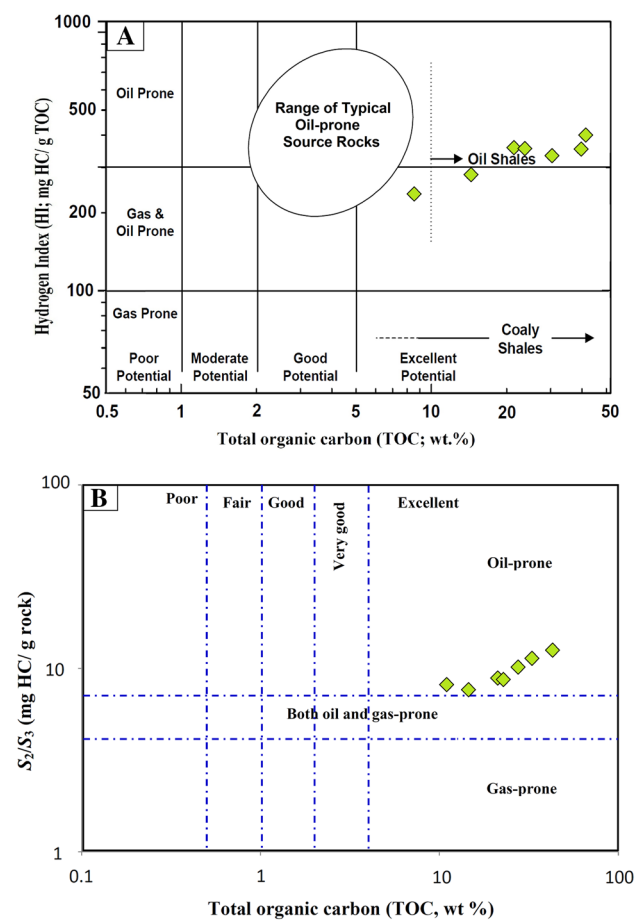 A
1000
500
200
100
50
Hydrogen Index (HI; mg HC/ g TOC)
Oil Prone
Gas &
Oil Prone
Gas Prone
Range of Typical
Oil-prone
Source Rocks
Oil Shales
Coaly
Shales
Poor
Potential
Moderate
Potential
Good
Potential
Excellent
Potential
0.5
1
2
5
10
20
50
Total organic carbon (TOC; wt.%)
B
100
10
1
S2/S3 (mg HC/ g rock)
Poor
Fair
Good
Very good
Excellent
Oil-prone
Both oil and gas-prone
Gas-prone
0.1
1
10
100
Total organic carbon (TOC, wt %)